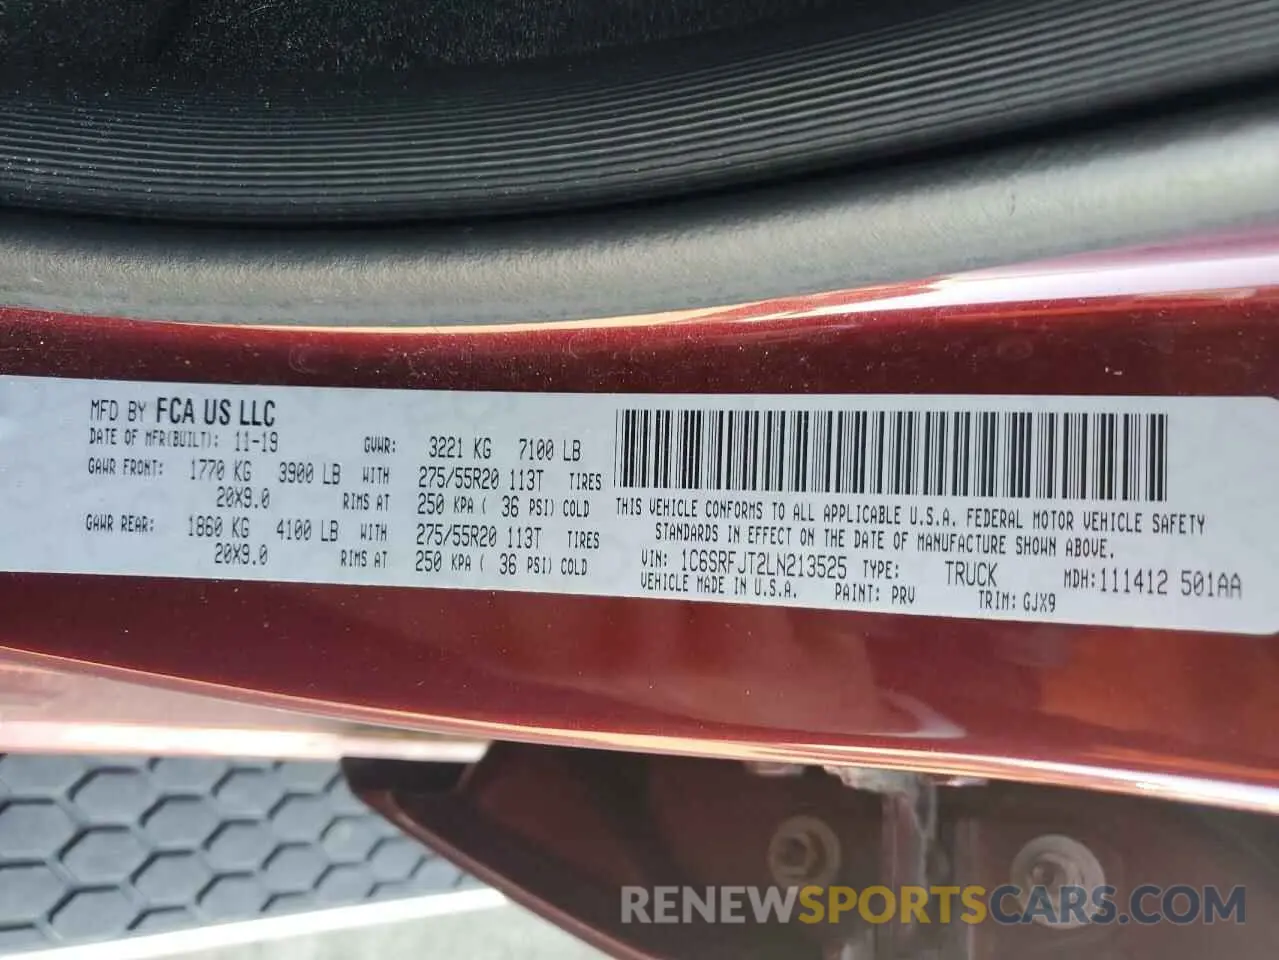 MFD BY FCA US LLC
DATE OF MFR(BUILT): 11-19 GVWR: 3221 KG 7100 LB
GAWR FRONT: 1770 KG 3900 LB WITH 275/55R20 113T TIRES
20X9.0 RIMS AT 250 KPA ( 36 PSI) COLD
GAWR REAR: 1860 KG 4100 LB WITH 275/55R20 113T TIRES
20X9.0 RIMS AT 250 KPA ( 36 PSI) COLD
THIS VEHICLE CONFORMS TO ALL APPLICABLE U.S.A. FEDERAL MOTOR VEHICLE SAFETY
STANDARDS IN EFFECT ON THE DATE OF MANUFACTURE SHOWN ABOVE.
VIN: 1C6SRFJT2LN213525 TYPE: TRUCK MDH:111412 501AA
VEHICLE MADE IN U.S.A. PAINT: PRV TRIM: GJX9
RENEWSPORTSCARS.COM